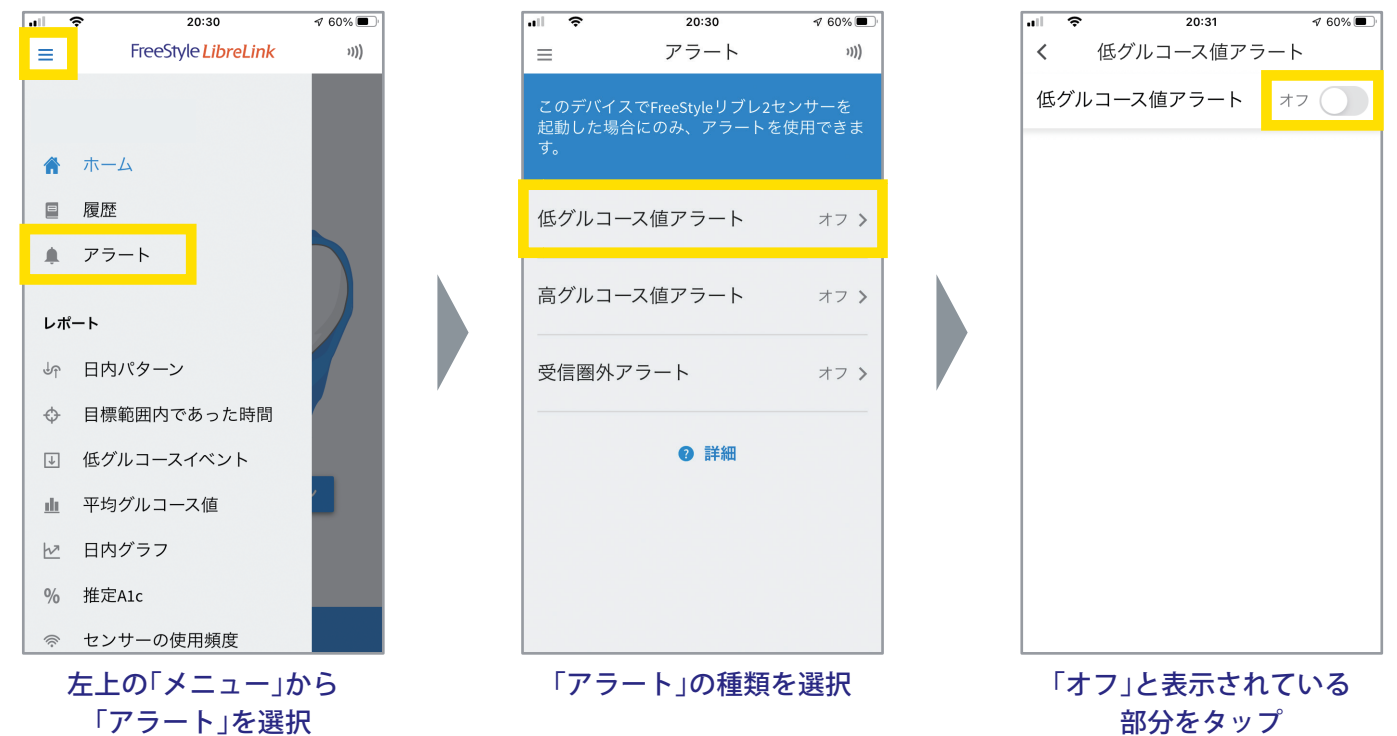 20:30
60%
FreeStyle LibreLink
ホーム
履歴
アラート
レポート
日内パターン
目標範囲内であった時間
低グルコースイベント
平均グルコース値
日内グラフ
% 推定A1c
センサーの使用頻度
左上の「メニュー」から
「アラート」を選択
20:30
60%
アラート
このデバイスでFreeStyleリブレ2センサーを
起動した場合にのみ、アラートを使用できま
す。
低グルコース値アラート オフ
高グルコース値アラート オフ
受信圏外アラート オフ
? 詳細
「アラート」の種類を選択
20:31
60%
低グルコース値アラート
低グルコース値アラート オフ
「オフ」と表示されている
部分をタップ